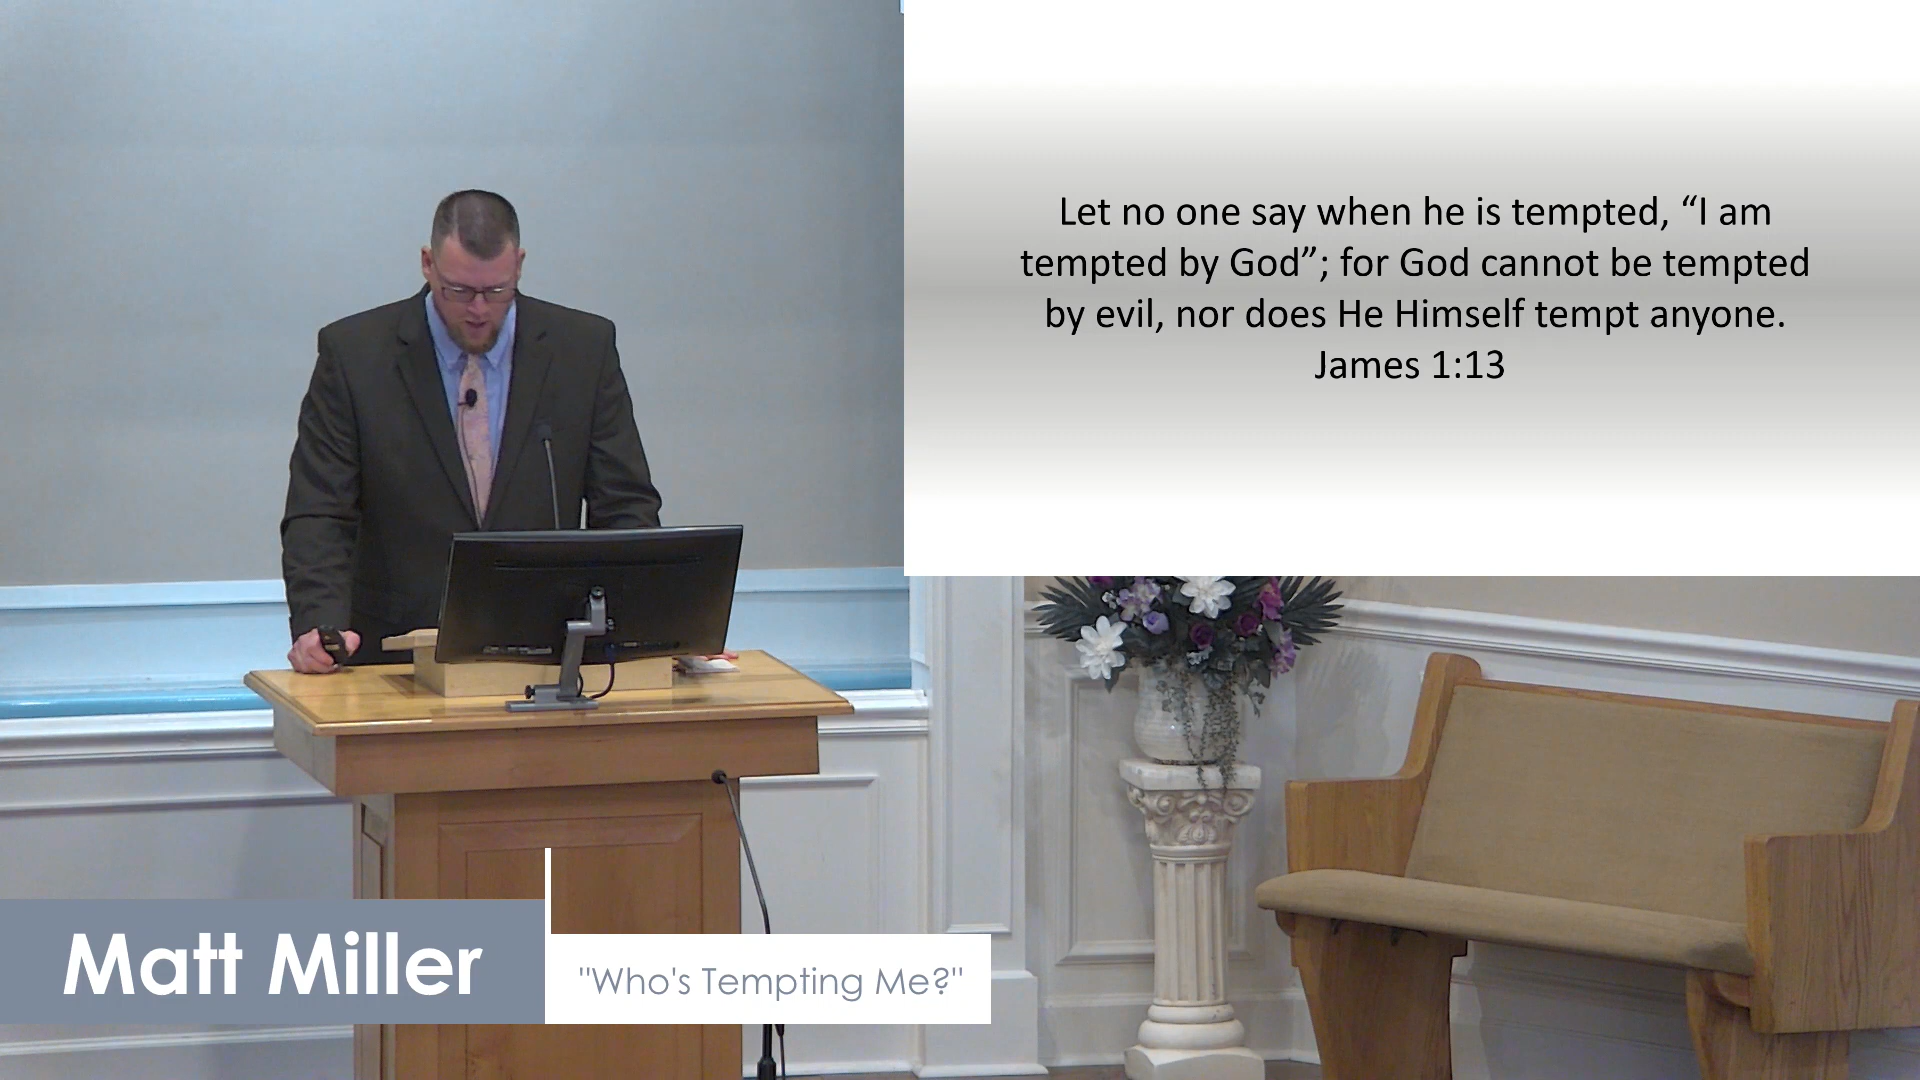 Let no one say when he is tempted, “I am
tempted by God”; for God cannot be tempted
by evil, nor does He Himself tempt anyone.
James 1:13
Matt Miller
"Who's Tempting Me?"